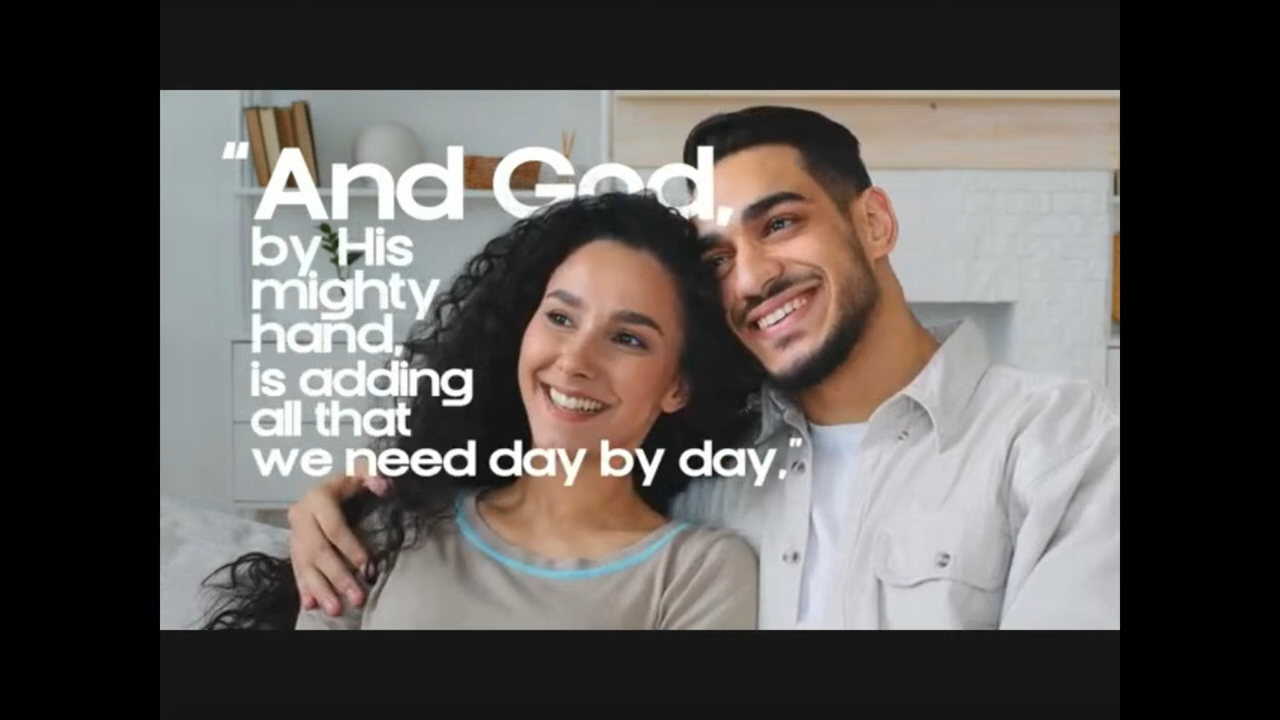 “And God,
by His
mighty
hand,
is adding
all that
we need day by day,”